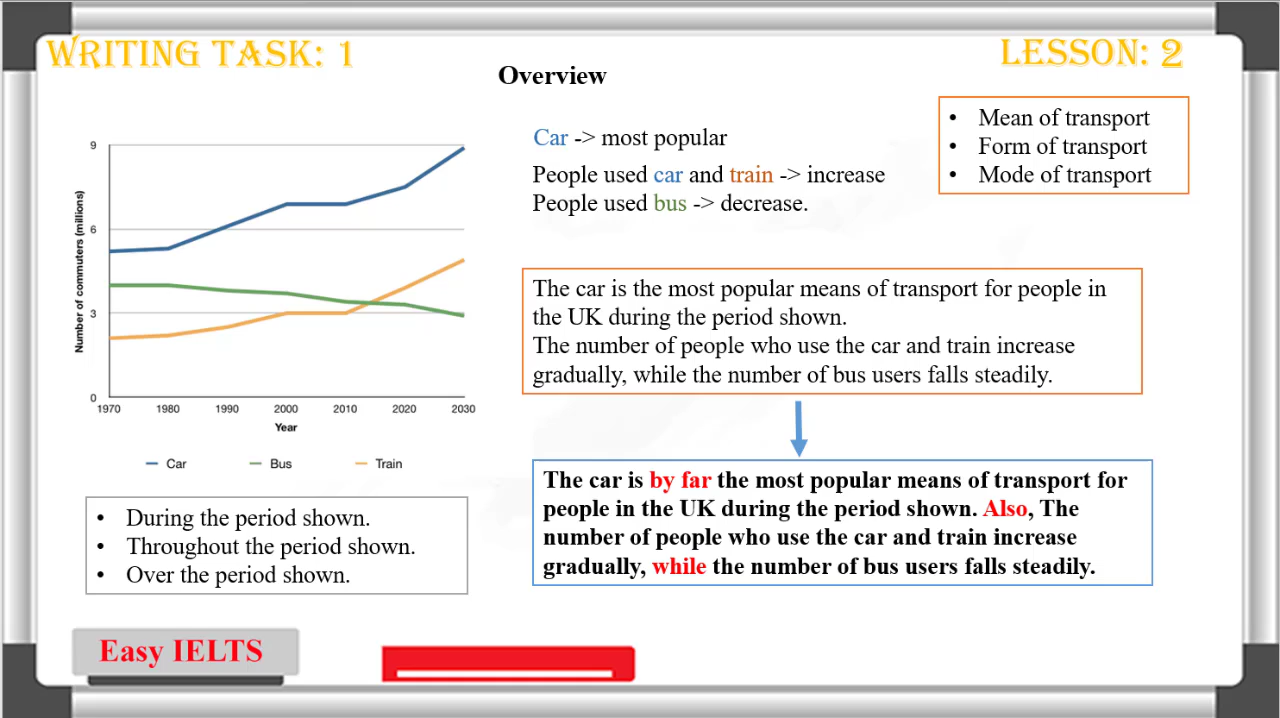 WRITING TASK: 1
LESSON: 2
Overview
Car -> most popular
People used car and train -> increase
People used bus -> decrease.
• Mean of transport
• Form of transport
• Mode of transport
Number of commuters (millions)
9
6
3
0
1970 1980 1990 2000 2010 2020 2030
Year
Car Bus Train
The car is the most popular means of transport for people in
the UK during the period shown.
The number of people who use the car and train increase
gradually, while the number of bus users falls steadily.
The car is by far the most popular means of transport for
people in the UK during the period shown. Also, The
number of people who use the car and train increase
gradually, while the number of bus users falls steadily.
• During the period shown.
• Throughout the period shown.
• Over the period shown.
Easy IELTS